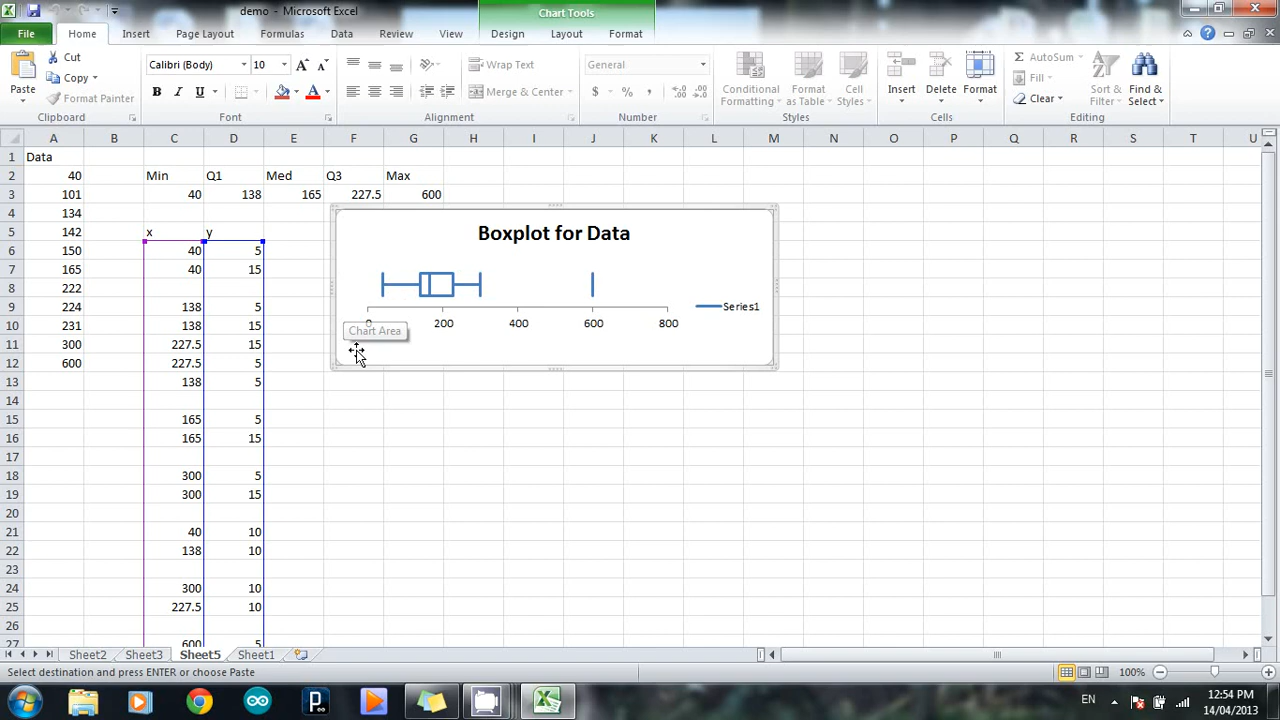 demo - Microsoft Excel
Chart Tools
File Home Insert Page Layout Formulas Data Review View Design Layout Format
Paste
Cut
Copy
Format Painter
Clipboard
Calibri (Body) 10
B I U
Font
Wrap Text
Merge & Center
Alignment
General
$ % ,
Number
Conditional Formatting
Format as Table
Cell Styles
Styles
Insert Delete Format
Cells
AutoSum
Fill
Clear
Sort & Filter
Find & Select
Editing
A B C D E F G H I J K L M N O P Q R S T U
1 Data
2 40 Min Q1 Med Q3 Max
3 101 40 138 165 227.5 600
4 134
5 142 x y
6 150 40 5
7 165 40 15
8 222
9 224 138 5
10 231 138 15
11 300 227.5 15
12 600 227.5 5
13 138 5
14
15 165 5
16 165 15
17
18 300 5
19 300 15
20
21 40 10
22 138 10
23
24 300 10
25 227.5 10
26
27 600 5
Boxplot for Data
Series1
0 200 400 600 800
Chart Area
Sheet2 Sheet3 Sheet5 Sheet1
Select destination and press ENTER or choose Paste
100%
EN
12:54 PM
14/04/2013